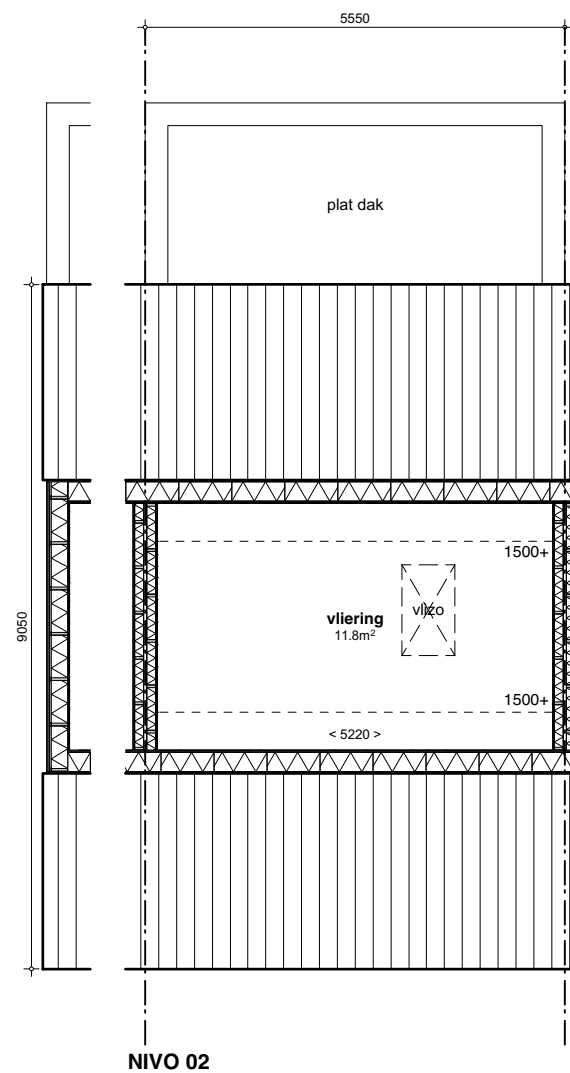 5550
plat dak
9050
1500+
vlizo
vliering
11.8m²
1500+
< 5220 >
NIVO 02